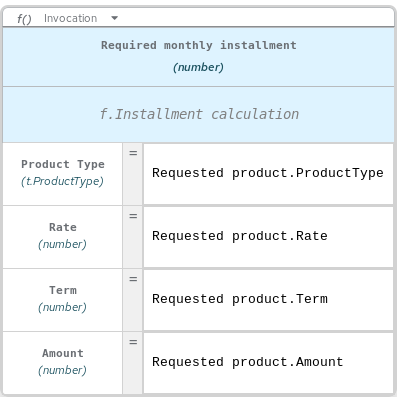 f() Invocation
Required monthly installment
(number)
f.Installment calculation
Product Type
(t.ProductType)
=
Requested product.ProductType
Rate
(number)
=
Requested product.Rate
Term
(number)
=
Requested product.Term
Amount
(number)
=
Requested product.Amount